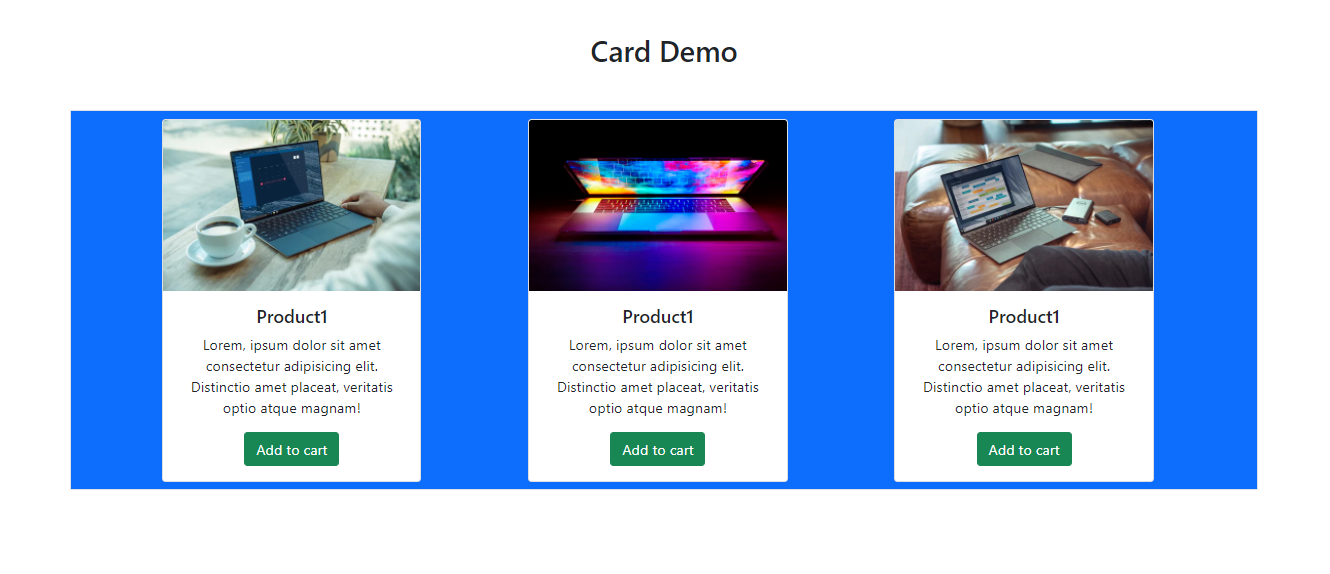 Card Demo
Product1
Lorem, ipsum dolor sit amet
consectetur adipisicing elit.
Distinctio amet placeat, veritatis
optio atque magnam!
Add to cart
Product1
Lorem, ipsum dolor sit amet
consectetur adipisicing elit.
Distinctio amet placeat, veritatis
optio atque magnam!
Add to cart
Product1
Lorem, ipsum dolor sit amet
consectetur adipisicing elit.
Distinctio amet placeat, veritatis
optio atque magnam!
Add to cart